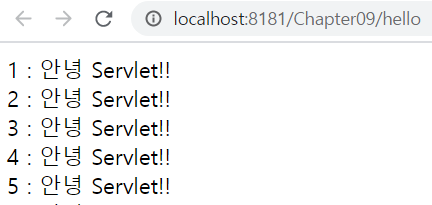 localhost:8181/Chapter09/hello
1 : 안녕 Servlet!!
2 : 안녕 Servlet!!
3 : 안녕 Servlet!!
4 : 안녕 Servlet!!
5 : 안녕 Servlet!!